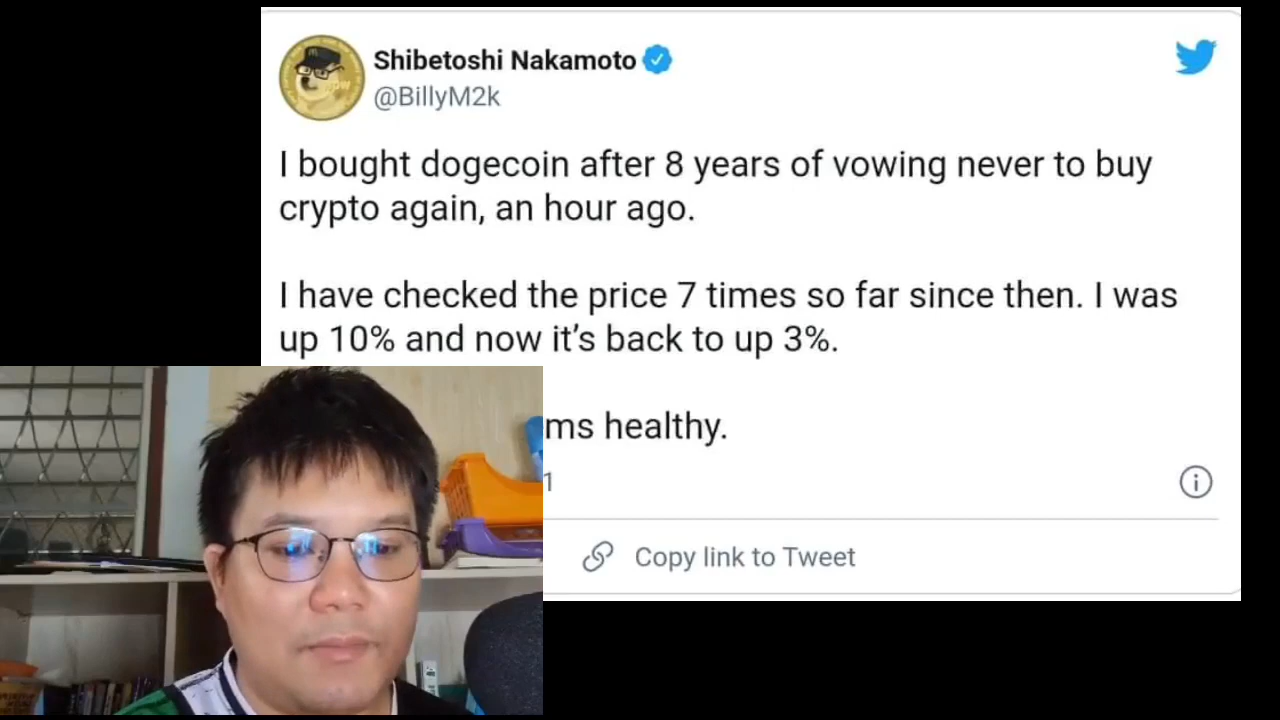 Shibetoshi Nakamoto
@BillyM2k
I bought dogecoin after 8 years of vowing never to buy
crypto again, an hour ago.
I have checked the price 7 times so far since then. I was
up 10% and now it’s back to up 3%.
ms healthy.
1
Copy link to Tweet